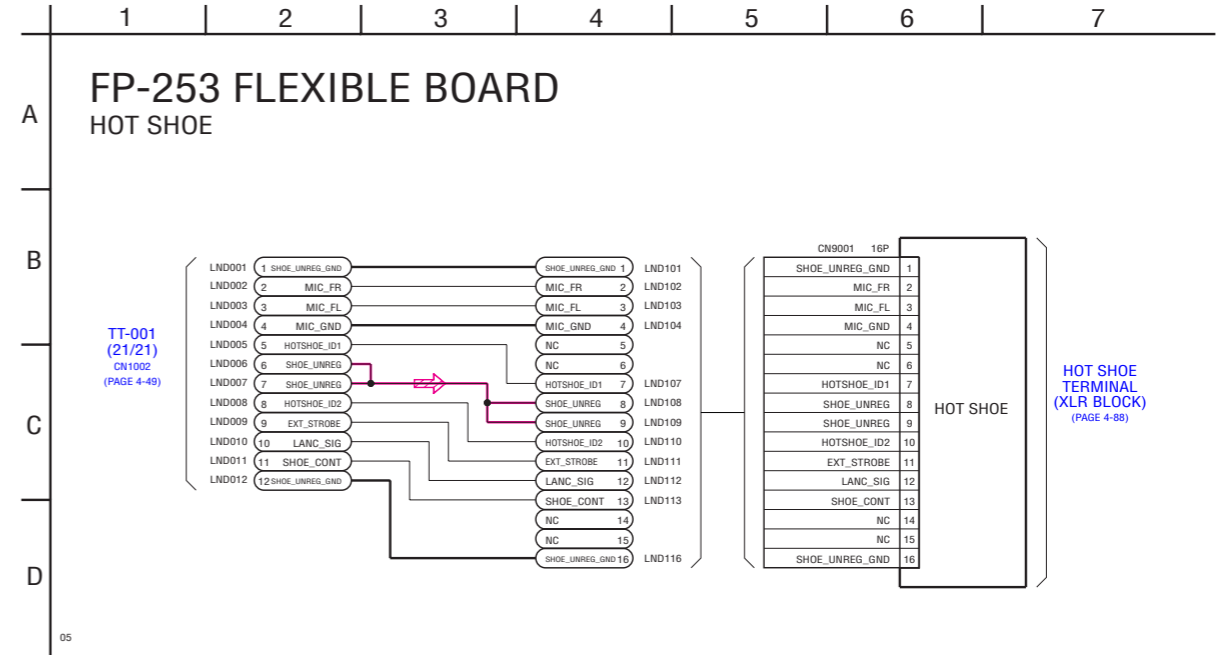 1 2 3 4 5 6 7
A
FP-253 FLEXIBLE BOARD
HOT SHOE
B
C
D
TT-001
(21/21)
CN1002
(PAGE 4-49)
LND001 1 SHOE_UNREG_GND
LND002 2 MIC_FR
LND003 3 MIC_FL
LND004 4 MIC_GND
LND005 5 HOTSHOE_ID1
LND006 6 SHOE_UNREG
LND007 7 SHOE_UNREG
LND008 8 HOTSHOE_ID2
LND009 9 EXT_STROBE
LND010 10 LANC_SIG
LND011 11 SHOE_CONT
LND012 12 SHOE_UNREG_GND
SHOE_UNREG_GND 1 LND101
MIC_FR 2 LND102
MIC_FL 3 LND103
MIC_GND 4 LND104
NC 5
NC 6
HOTSHOE_ID1 7 LND107
SHOE_UNREG 8 LND108
SHOE_UNREG 9 LND109
HOTSHOE_ID2 10 LND110
EXT_STROBE 11 LND111
LANC_SIG 12 LND112
SHOE_CONT 13 LND113
NC 14
NC 15
SHOE_UNREG_GND 16 LND116
CN9001 16P
SHOE_UNREG_GND 1
MIC_FR 2
MIC_FL 3
MIC_GND 4
NC 5
NC 6
HOTSHOE_ID1 7
SHOE_UNREG 8
SHOE_UNREG 9
HOTSHOE_ID2 10
EXT_STROBE 11
LANC_SIG 12
SHOE_CONT 13
NC 14
NC 15
SHOE_UNREG_GND 16
HOT SHOE
HOT SHOE
TERMINAL
(XLR BLOCK)
(PAGE 4-88)
05